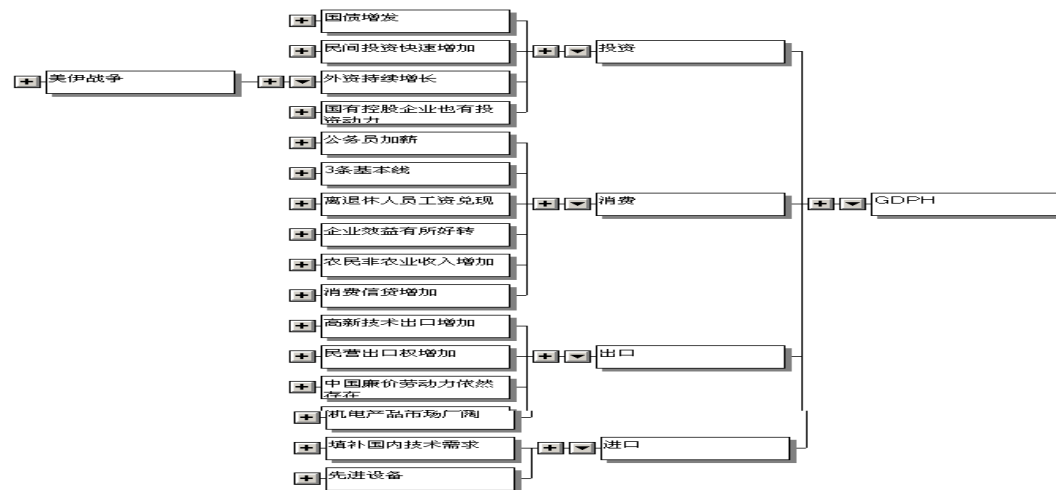 国债增发
民间投资快速增加
投资
美伊战争
外资持续增长
国有控股企业也有投
资动力
公务员加薪
3条基本线
离退休人员工资兑现
消费
GDPH
企业效益有所好转
农民非农业收入增加
消费信贷增加
高新技术出口增加
民营出口权增加
出口
中国廉价劳动力依然
存在
机电产品市场广阔
填补国内技术需求
进口
先进设备